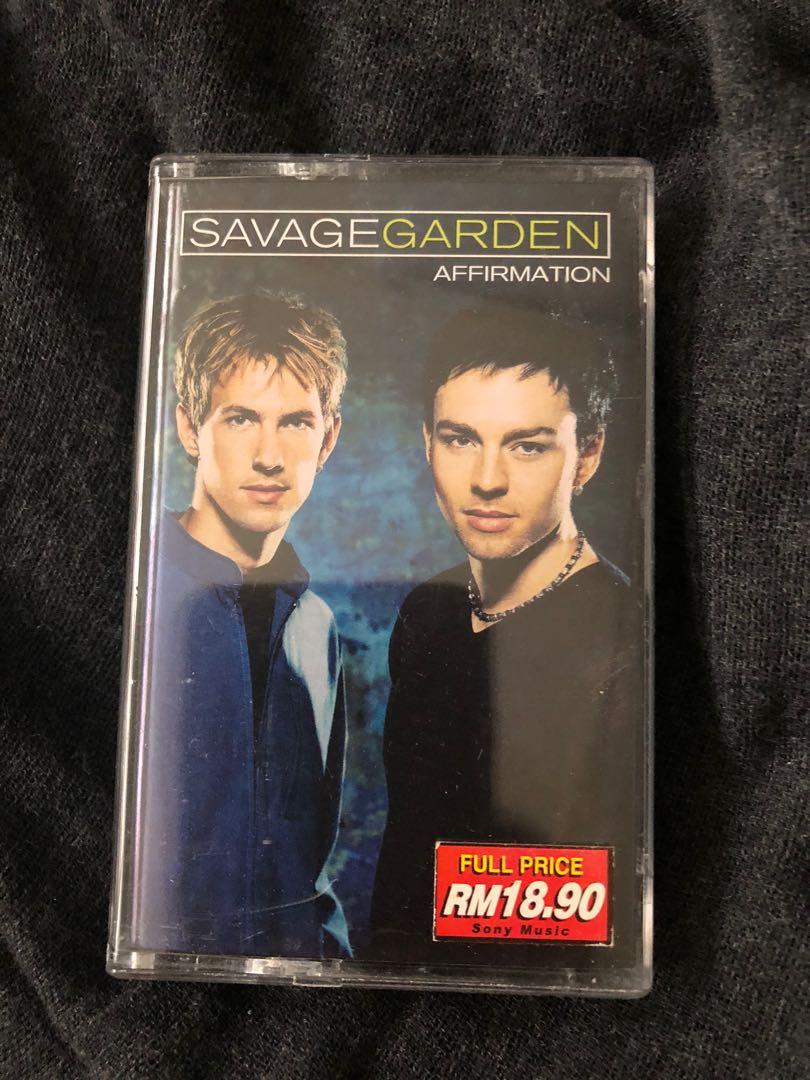 SAVAGEGARDEN
AFFIRMATION
FULL PRICE
RM18.90
Sony Music